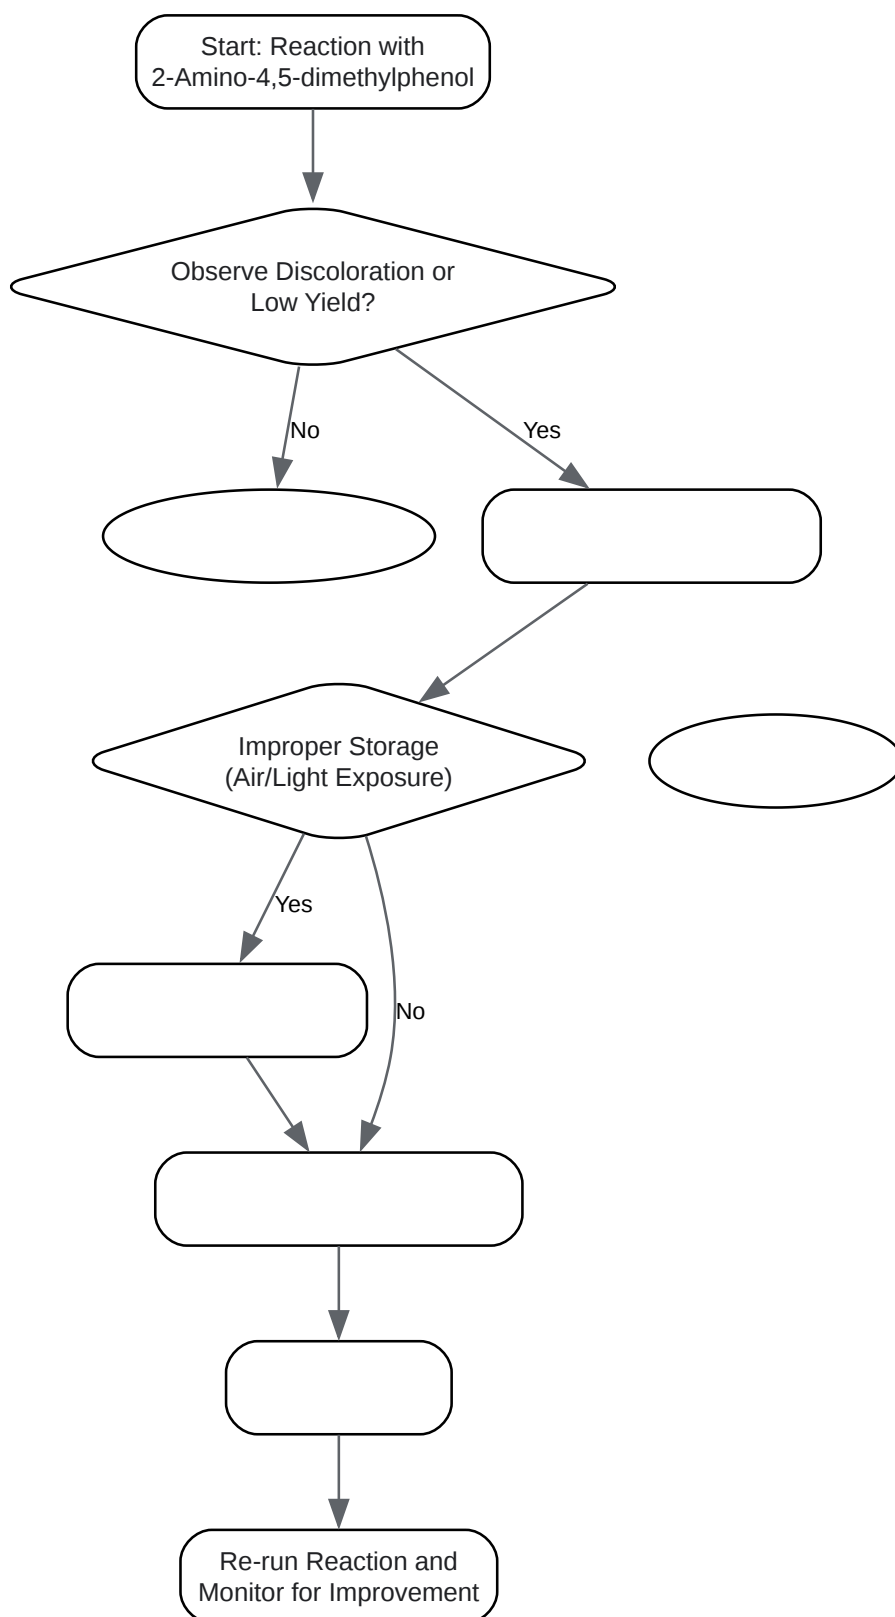 Start: Reaction with
2-Amino-4,5-dimethylphenol
Observe Discoloration or
Low Yield?
No
Yes
Improper Storage
(Air/Light Exposure)
Yes
No
Re-run Reaction and
Monitor for Improvement